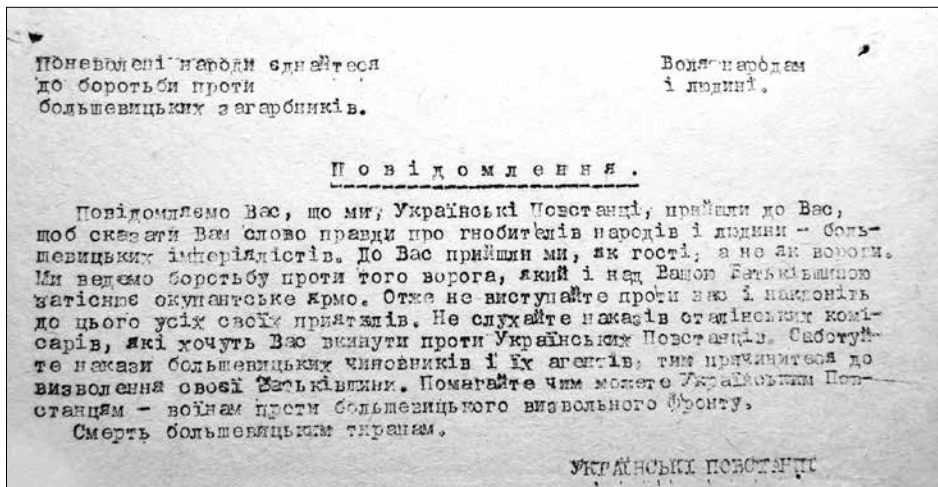 Поневолені народи єднайтеся
до боротьби проти
большевицьких загарбників.
Воля народам
і людині.
Повідомлення.
Повідомляємо Вас, що ми, Українські Повстанці, прийшли до Вас,
щоб сказати Вам слово правди про гнобителів народів і людини – боль-
шевицьких імперіялістів. До Вас прийшли ми, як гості, а не як вороги.
Ми ведемо боротьбу проти того ворога, який і над Вашою Батьківщиною
затіснює окупантське ярмо. Отже не виступайте проти нас і наклоніть
до цього усіх своїх приятелів. Не слухайте наказів сталінських комі-
сарів, які хочуть Вас вкинути проти Українських Повстанців. Саботуй-
те накази большевицьких чиновників і їх агентів, тим причинитеся до
визволення своєї Батьківщини. Помагайте чим можете Українським Пов-
станцям – воїнам проти большевицького визвольного фронту.
Смерть большевицьким тиранам.
УКРАЇНСЬКІ ПОВСТАНЦІ